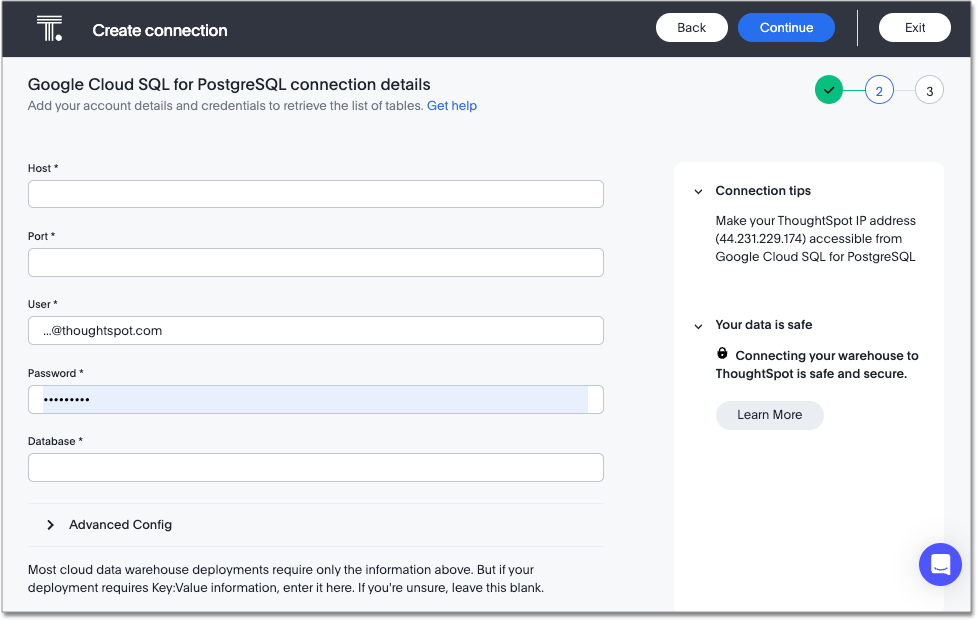 T.
Create connection
Back
Continue
Exit
Google Cloud SQL for PostgreSQL connection details
Add your account details and credentials to retrieve the list of tables. Get help
2
3
Host *
Port *
User *
...@thoughtspot.com
Password *
•••••••••
Database *
Advanced Config
Most cloud data warehouse deployments require only the information above. But if your
deployment requires Key:Value information, enter it here. If you're unsure, leave this blank.
Connection tips
Make your ThoughtSpot IP address
(44.231.229.174) accessible from
Google Cloud SQL for PostgreSQL
Your data is safe
Connecting your warehouse to
ThoughtSpot is safe and secure.
Learn More